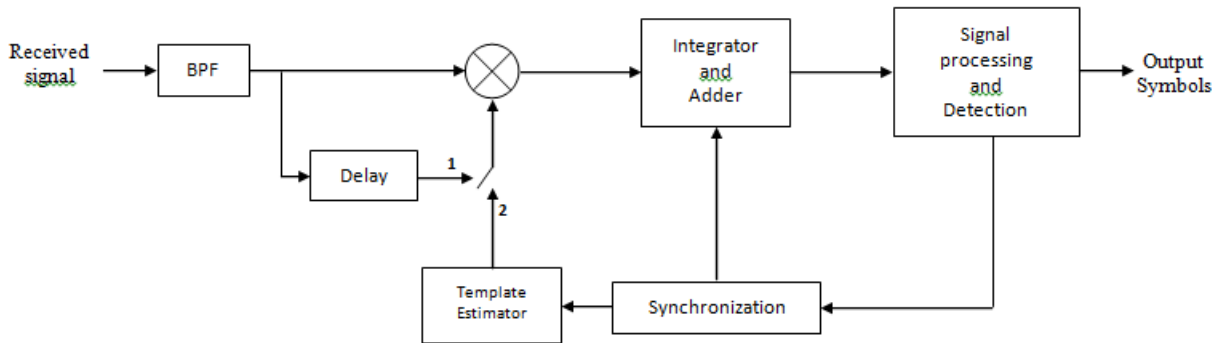 Received
signal
BPF
Integrator
and
Adder
Signal
processing
and
Detection
Output
Symbols
Delay
1
2
Template
Estimator
Synchronization